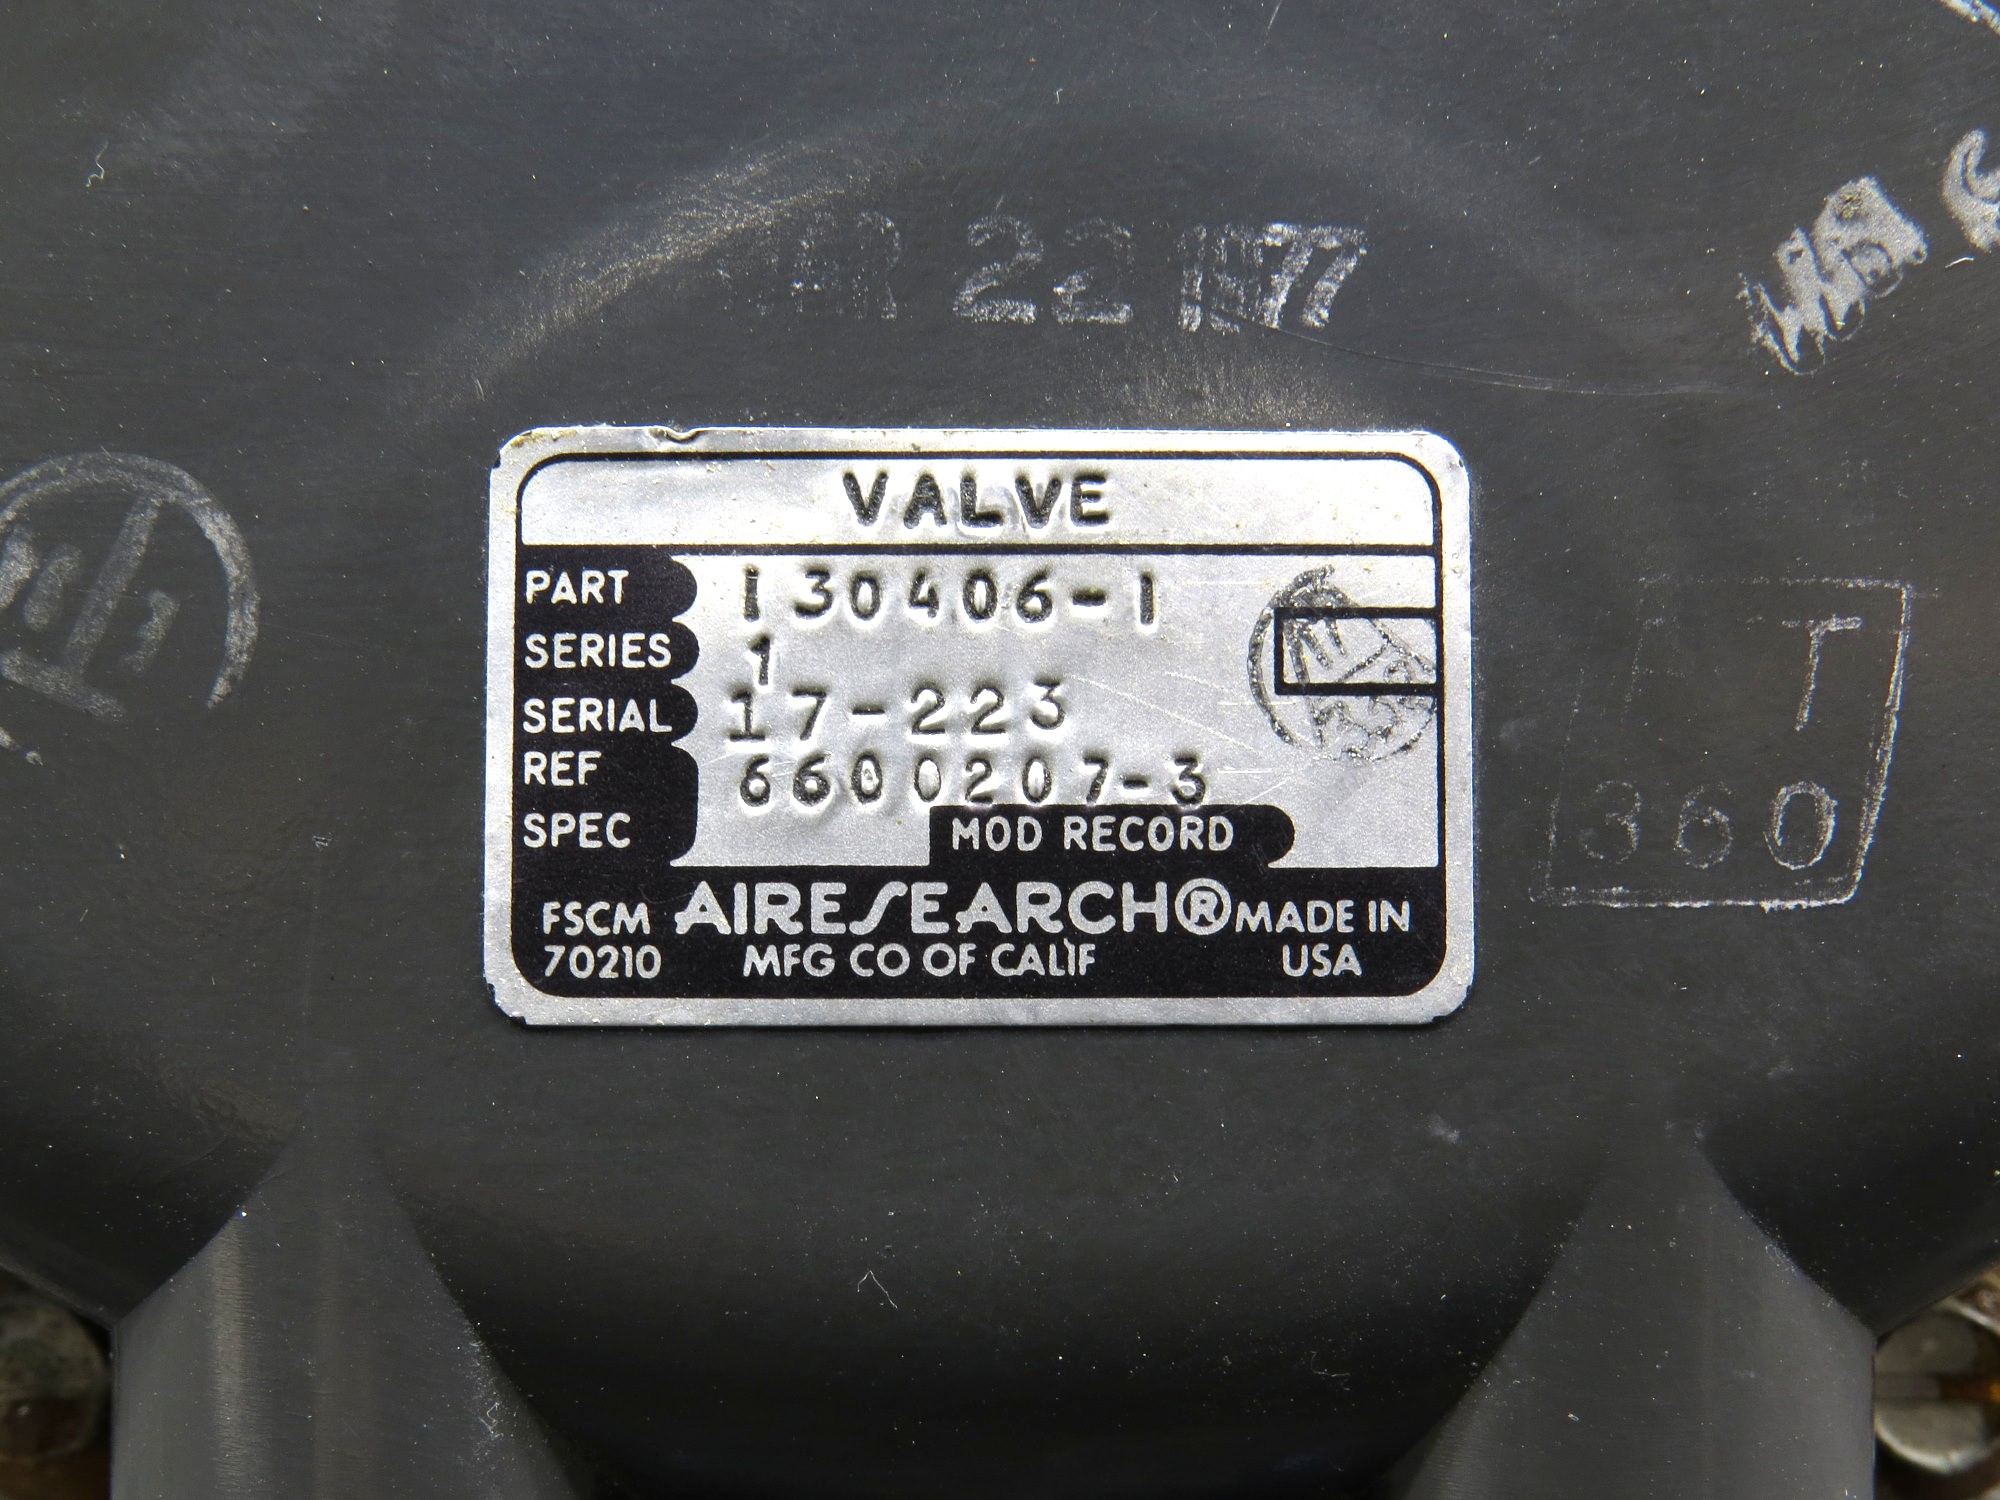 22 1977
VALVE
PART 130406-1
SERIES 1
SERIAL 17-223
REF 6600207-3
SPEC
MOD RECORD
FSCM 70210
AIRESEARCH®
MFG CO OF CALIF
MADE IN USA
T
360